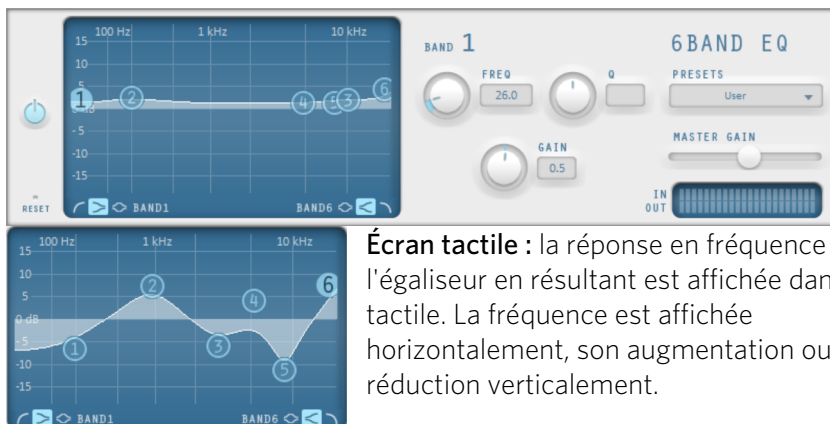 100 Hz 1 kHz 10 kHz
15
10
5
1 2 4 5 3 6
0 dB
- 5
-10
-15
RESET
BAND1 BAND6
BAND 1
FREQ
26.0
Q
GAIN
0.5
6BAND EQ
PRESETS
User
MASTER GAIN
IN
OUT
100 Hz 1 kHz 10 kHz
15
10
5
0 dB
- 5
-10
-15
1 2 3 4 5 6
BAND1 BAND6
Écran tactile : la réponse en fréquence
l'égaliseur en résultant est affichée dan
tactile. La fréquence est affichée
horizontalement, son augmentation ou
réduction verticalement.